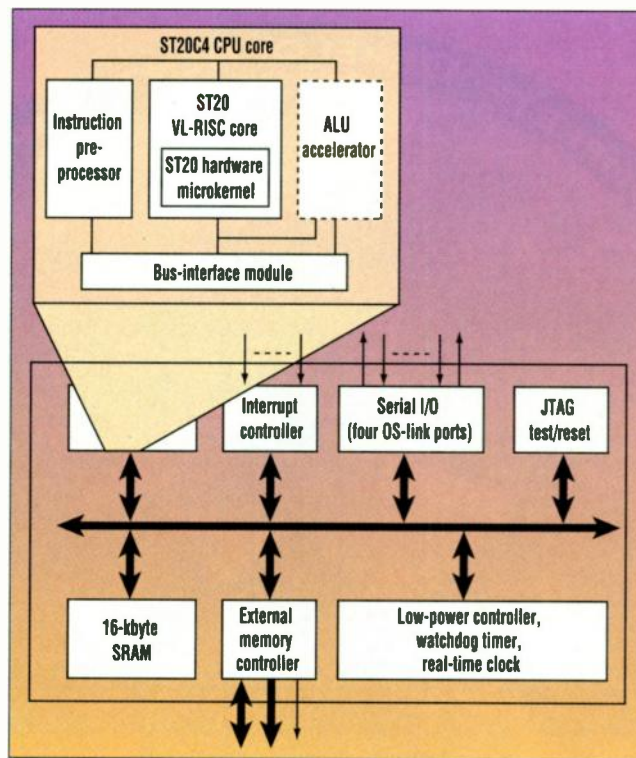 ST20C4 CPU core
Instruction
pre-
processor
ST20
VL-RISC core
ST20 hardware
microkernel
ALU
accelerator
Bus-interface module
Interrupt
controller
Serial I/O
(four OS-link ports)
JTAG
test/reset
16-kbyte
SRAM
External
memory
controller
Low-power controller,
watchdog timer,
real-time clock